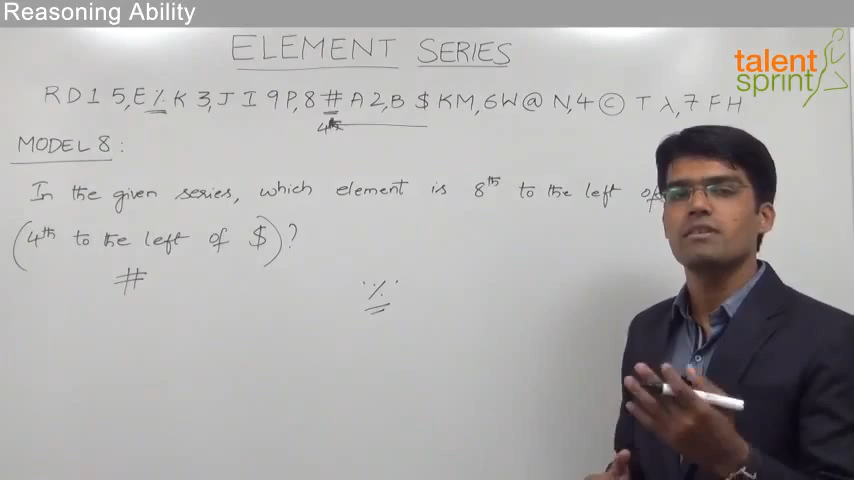 Reasoning Ability
talent
sprint
ELEMENT SERIES
R D 1 5, E % K 3, J I 9 P, 8 # A 2, B $ K M, 6 W @ N, 4 © T λ, 7 F H
4th
MODEL 8 :
In the given series, which element is 8th to the left of
(4th to the left of $)?
#
%